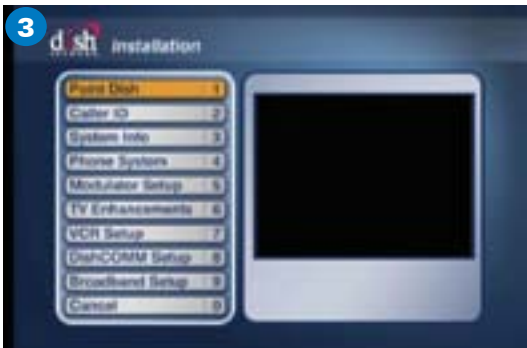 3
dish Installation
NETWORK
Point Dish 1
Caller ID 2
System Info 3
Phone System 4
Modulator Setup 5
TV Enhancements 6
VCR Setup 7
DishCOMM Setup 8
Broadband Setup 9
Cancel 0